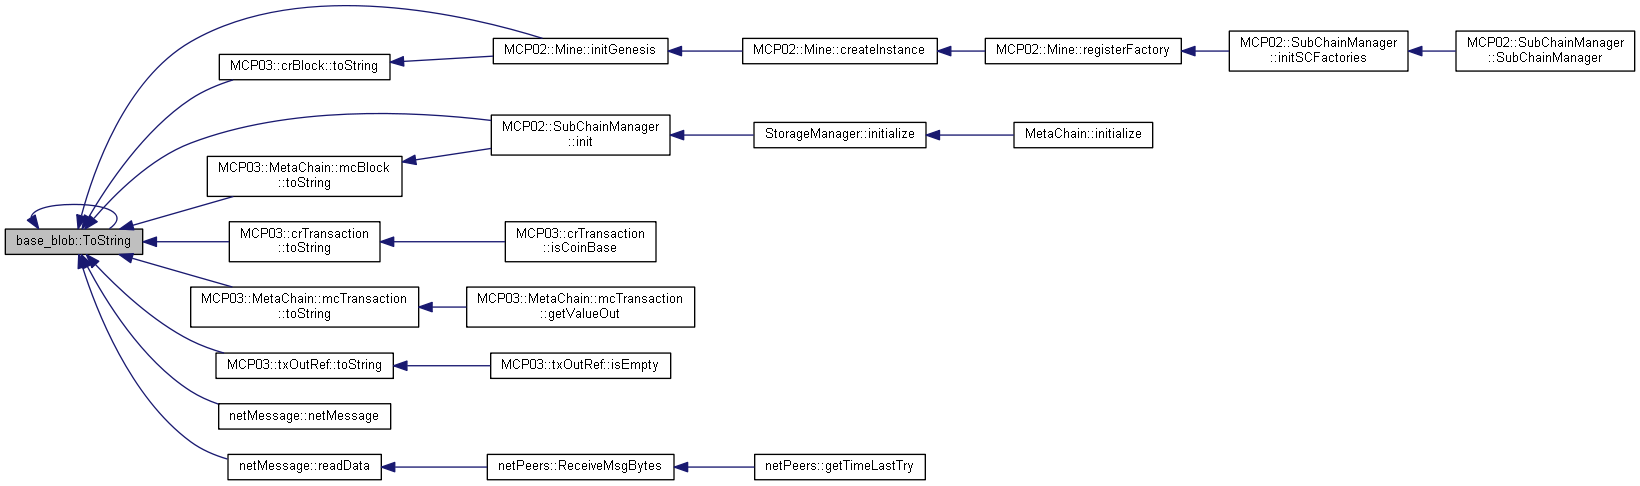 MCP02::Mine::initGenesis
MCP02::Mine::createInstance
MCP02::Mine::registerFactory
MCP02::SubChainManager
::initSCFactories
MCP02::SubChainManager
::SubChainManager
MCP03::crBlock::toString
MCP02::SubChainManager
::init
StorageManager::initialize
MetaChain::initialize
MCP03::MetaChain::mcBlock
::toString
base_blob::ToString
MCP03::crTransaction
::toString
MCP03::crTransaction
::isCoinBase
MCP03::MetaChain::mcTransaction
::toString
MCP03::MetaChain::mcTransaction
::getValueOut
MCP03::txOutRef::toString
MCP03::txOutRef::isEmpty
netMessage::netMessage
netMessage::readData
netPeers::ReceiveMsgBytes
netPeers::getTimeLastTry